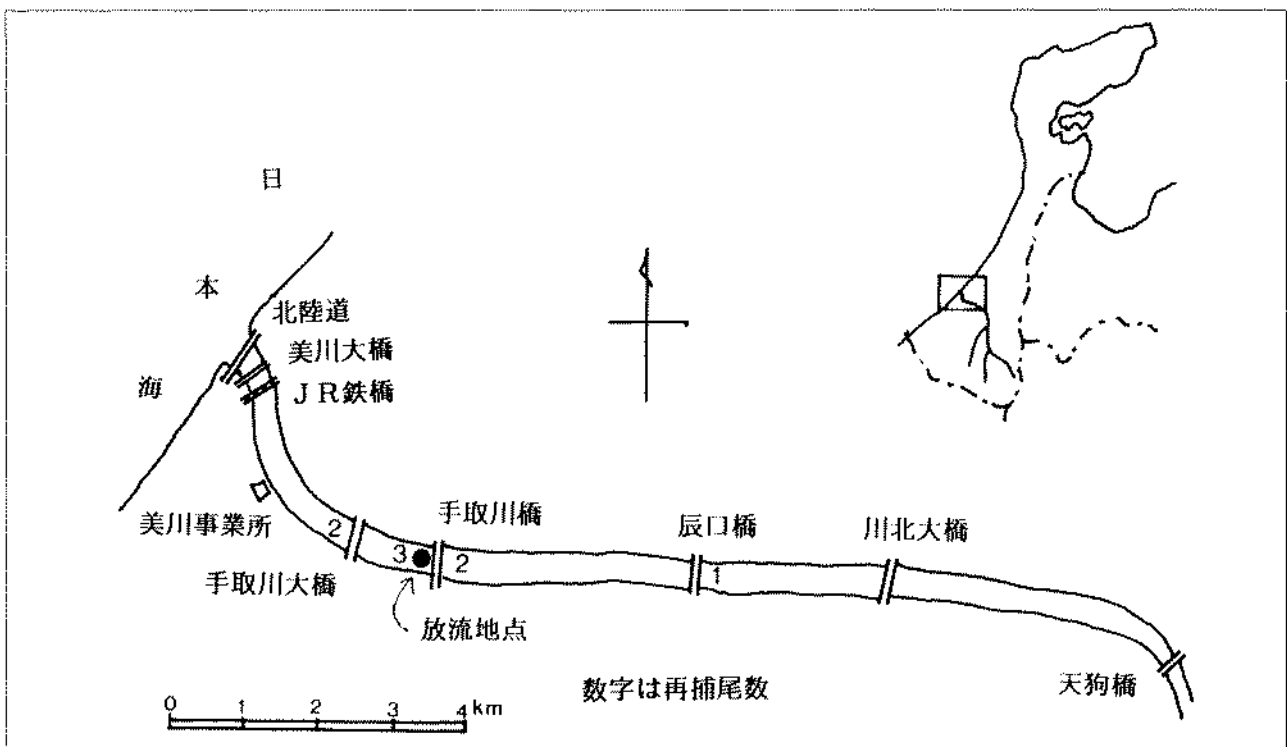 日
本
海
北陸道
美川大橋
JR鉄橋
美川事業所
手取川大橋
手取川橋
辰口橋
川北大橋
天狗橋
2
3
2
1
放流地点
数字は再捕尾数
0 1 2 3 4 km